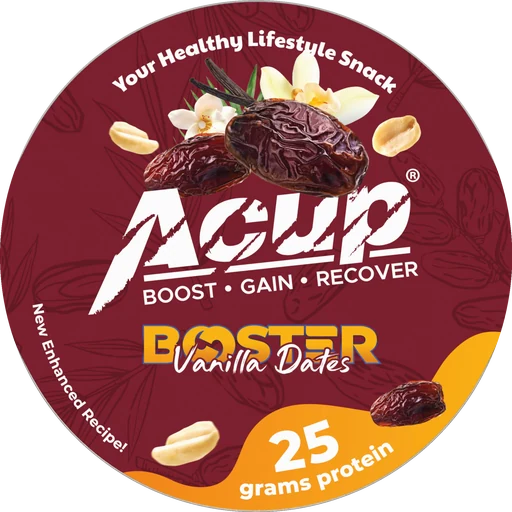 Your Healthy Lifestyle Snack
Acup®
BOOST • GAIN • RECOVER
BOOSTER
Vanilla Dates
New Enhanced Recipe!
25
grams protein